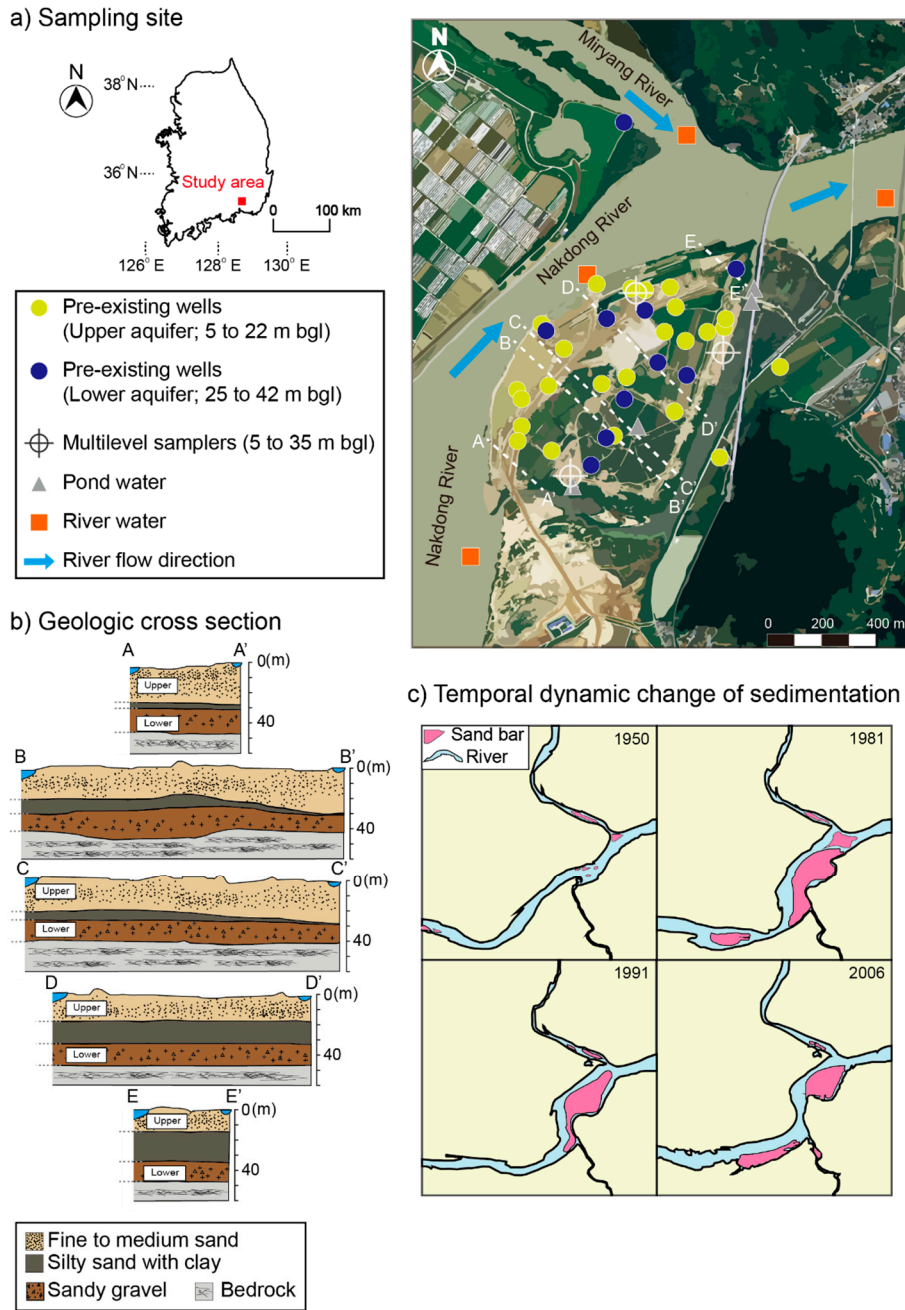 a) Sampling site
N
38°N
36°N
Study area
0 100 km
126°E 128°E 130°E
Pre-existing wells
(Upper aquifer; 5 to 22 m bgl)
Pre-existing wells
(Lower aquifer; 25 to 42 m bgl)
Multilevel samplers (5 to 35 m bgl)
Pond water
River water
River flow direction
N
Miryang River
Nakdong River
Nakdong River
E
E'
D
C
B
D'
A
A'
C'
B'
0 200 400 m
b) Geologic cross section
A A' 0(m)
Upper
Lower 40
B B' 0(m)
40
C C' 0(m)
Upper
Lower
40
D D' 0(m)
Upper
Lower 40
E E' 0(m)
Upper
Lower 40
Fine to medium sand
Silty sand with clay
Sandy gravel Bedrock
c) Temporal dynamic change of sedimentation
Sand bar
River
1950
1981
1991
2006